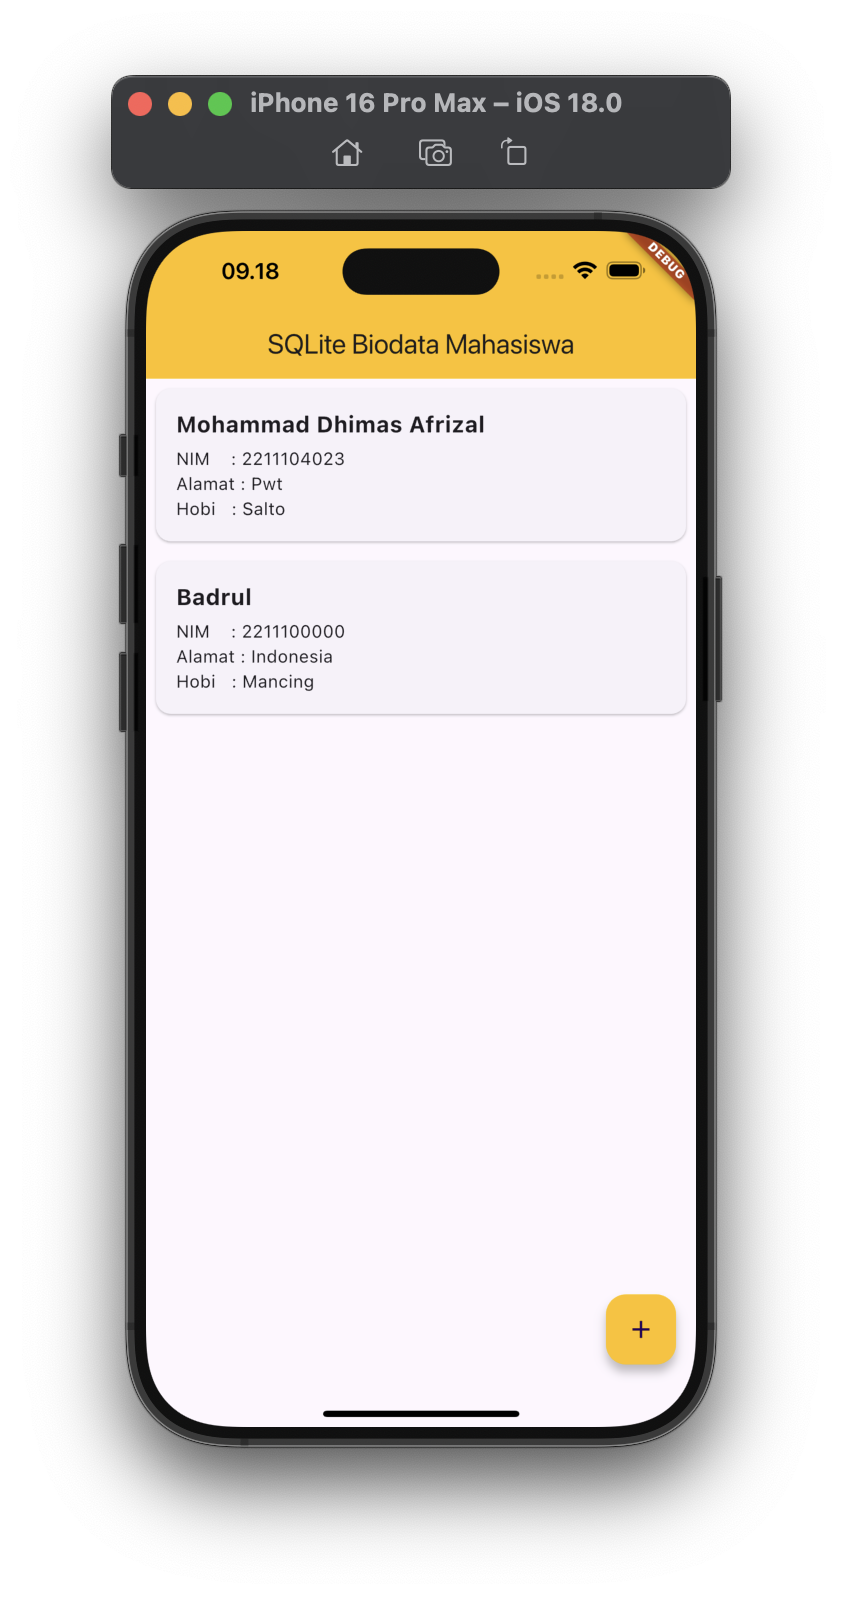 iPhone 16 Pro Max – iOS 18.0
09.18
DEBUG
SQLite Biodata Mahasiswa
Mohammad Dhimas Afrizal
NIM : 2211104023
Alamat : Pwt
Hobi : Salto
Badrul
NIM : 2211100000
Alamat : Indonesia
Hobi : Mancing
+